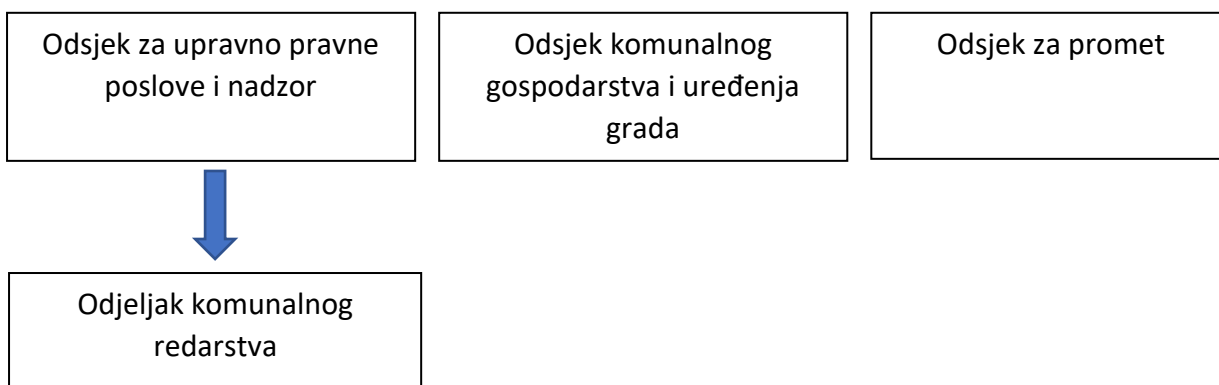 Odsjek za upravno pravne
poslove i nadzor
Odsjek komunalnog
gospodarstva i uređenja
grada
Odsjek za promet
Odjeljak komunalnog
redarstva